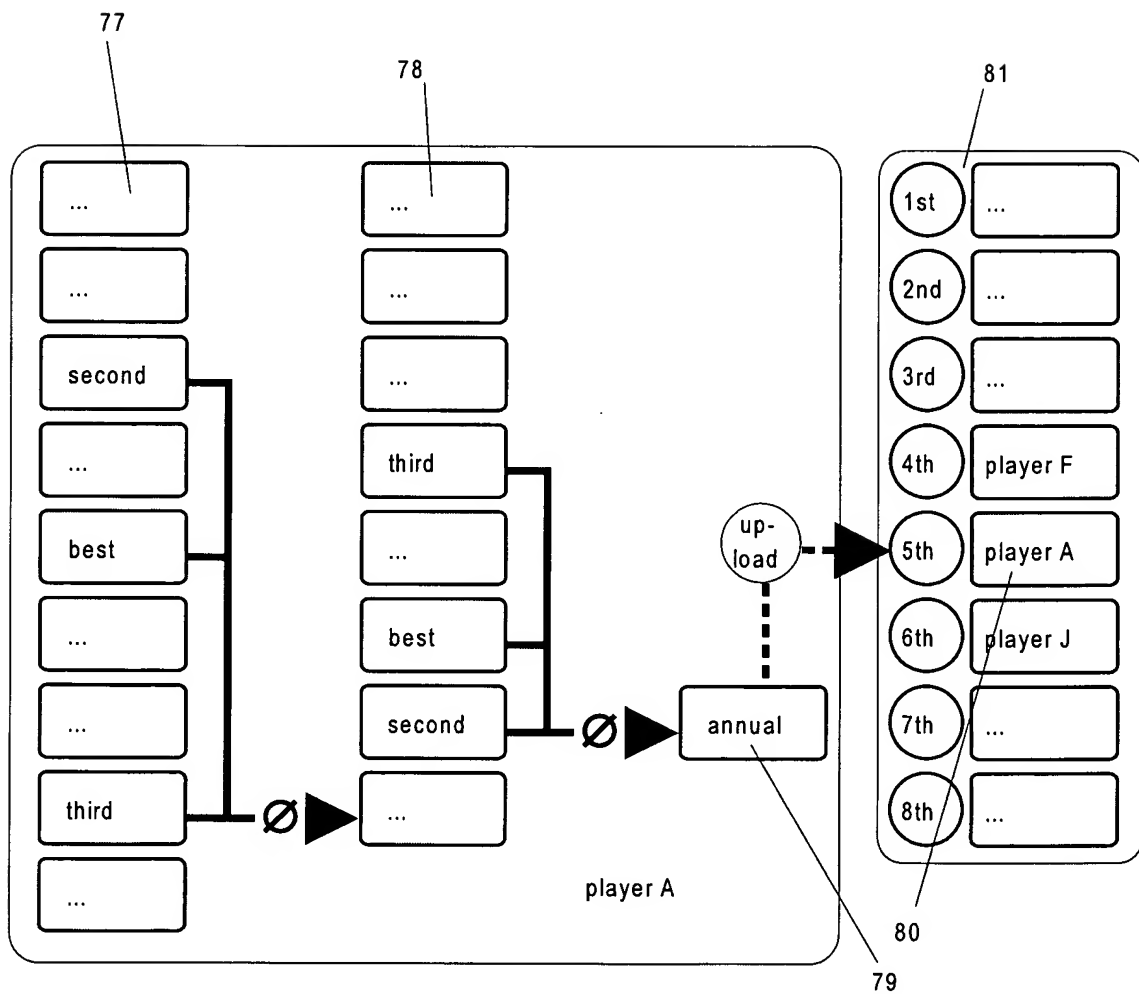 77
78
81
...
...
second
...
best
...
...
third
...
...
...
...
third
...
best
second
...
up-
load
annual
player A
1st ...
2nd ...
3rd ...
4th player F
5th player A
6th player J
7th ...
8th ...
80
79